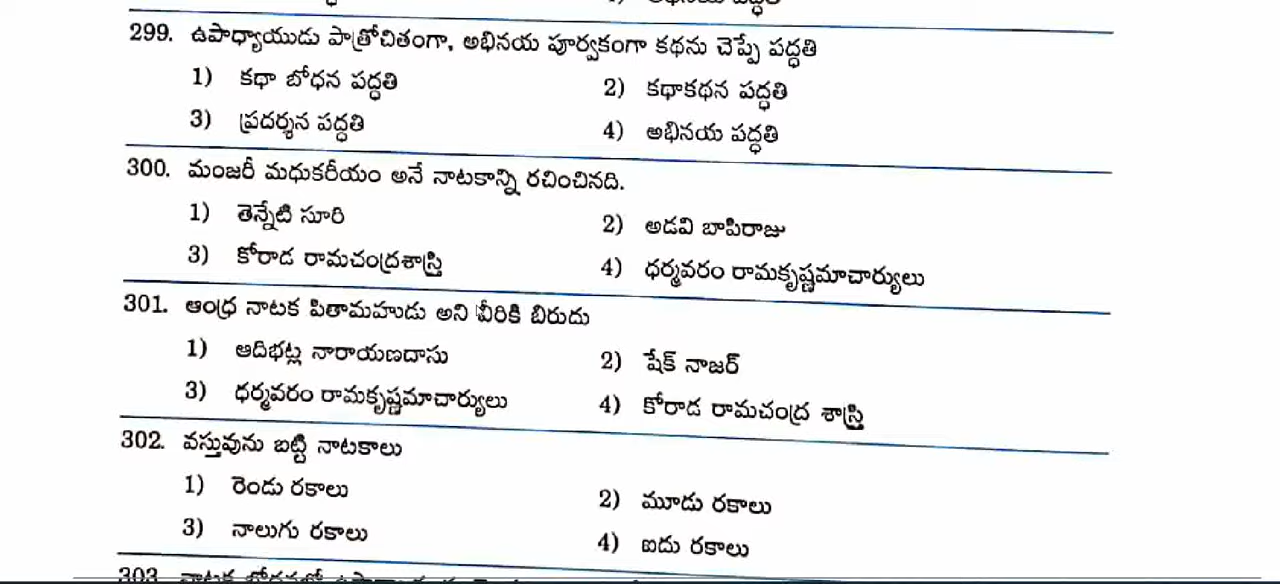 299. ఉపాధ్యాయుడు పాత్రోచితంగా, అభినయ పూర్వకంగా కథను చెప్పే పద్ధతి
1) కథా బోధన పద్ధతి 2) కథాకథన పద్ధతి
3) ప్రదర్శన పద్ధతి 4) అభినయ పద్ధతి
300. మంజరీ మధుకరీయం అనే నాటకాన్ని రచించినది.
1) తెన్నేటి సూరి 2) అడవి బాపిరాజు
3) కోరాడ రామచంద్రశాస్త్రి 4) ధర్మవరం రామకృష్ణమాచార్యులు
301. ఆంధ్ర నాటక పితామహుడు అని వీరికి బిరుదు
1) ఆదిభట్ల నారాయణదాసు 2) షేక్ నాజర్
3) ధర్మవరం రామకృష్ణమాచార్యులు 4) కోరాడ రామచంద్ర శాస్త్రి
302. వస్తువును బట్టి నాటకాలు
1) రెండు రకాలు 2) మూడు రకాలు
3) నాలుగు రకాలు 4) ఐదు రకాలు
303